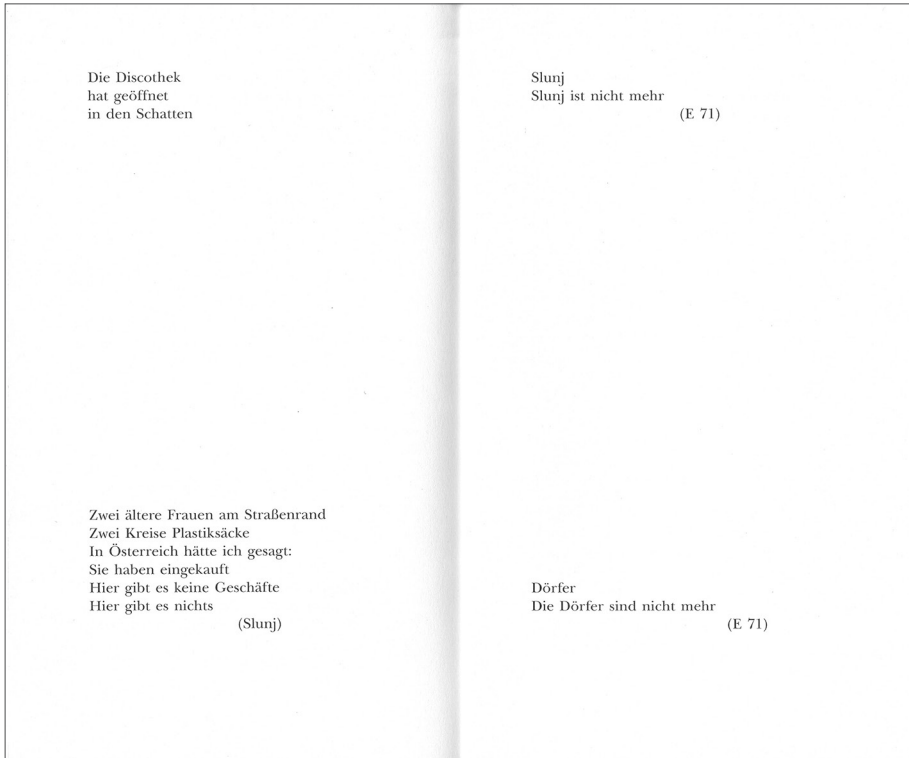 Die Discothek
hat geöffnet
in den Schatten
Zwei ältere Frauen am Straßenrand
Zwei Kreise Plastiksäcke
In Österreich hätte ich gesagt:
Sie haben eingekauft
Hier gibt es keine Geschäfte
Hier gibt es nichts
(Slunj)
Slunj
Slunj ist nicht mehr
(E 71)
Dörfer
Die Dörfer sind nicht mehr
(E 71)